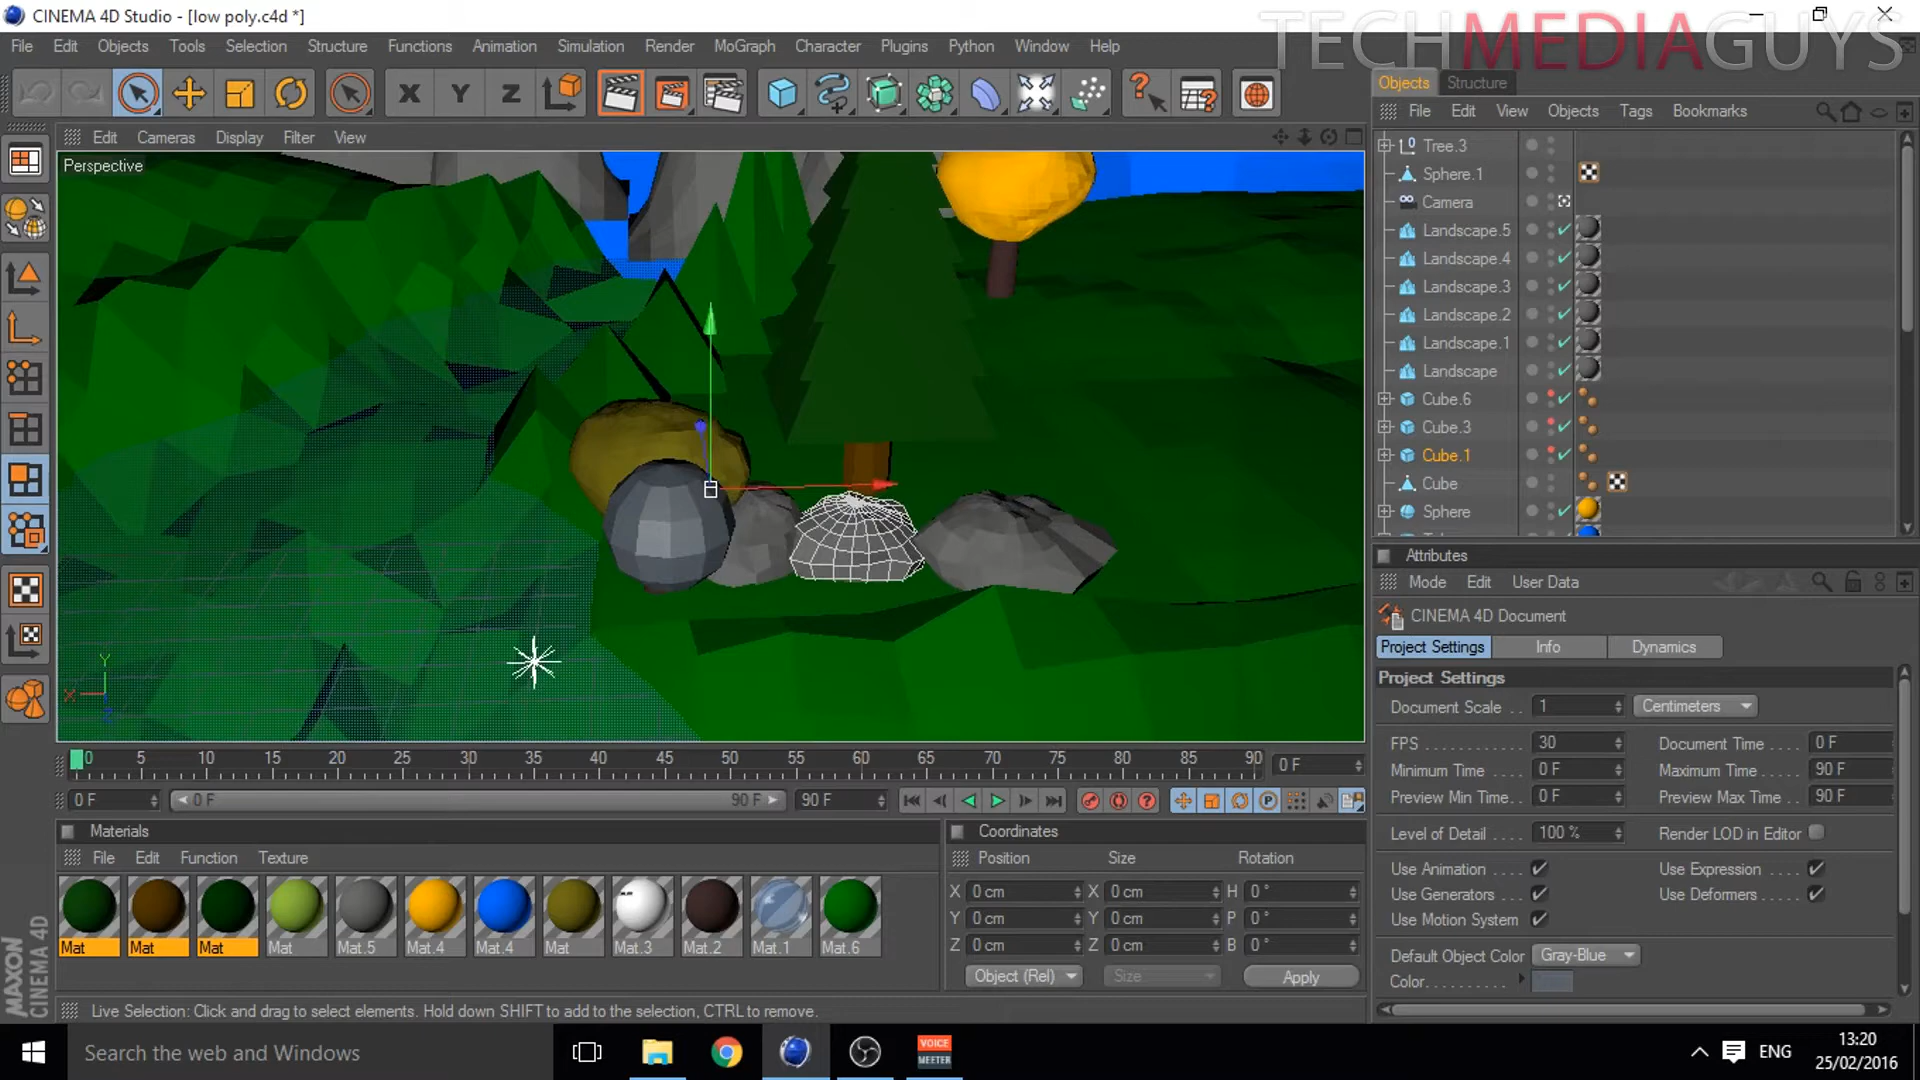 CINEMA 4D Studio - [low poly.c4d *]
TECHMEDIAGUYS
File Edit Objects Tools Selection Structure Functions Animation Simulation Render MoGraph Character Plugins Python Window Help
X Y Z
Objects Structure
File Edit View Objects Tags Bookmarks
Edit Cameras Display Filter View
Perspective
Tree.3
Sphere.1
Camera
Landscape.5
Landscape.4
Landscape.3
Landscape.2
Landscape.1
Landscape
Cube.6
Cube.3
Cube.1
Cube
Sphere
Attributes
Mode Edit User Data
CINEMA 4D Document
Project Settings Info Dynamics
Project Settings
Document Scale . . 1 Centimeters
FPS . . . . . . . . . . . . 30 Document Time . . . . 0 F
Minimum Time . . . 0 F Maximum Time . . . . 90 F
Preview Min Time. . . 0 F Preview Max Time . . . 90 F
Level of Detail . . . . 100 % Render LOD in Editor
Use Animation . . . . Use Expression . . . .
Use Generators . . . Use Deformers . . . . .
Use Motion System
Default Object Color Gray-Blue
Color. . . . . . . . . .
Y
X
Z
0 5 10 15 20 25 30 35 40 45 50 55 60 65 70 75 80 85 90 0 F
0 F 0 F 90 F 90 F
P
Materials
File Edit Function Texture
Mat Mat Mat Mat Mat.5 Mat.4 Mat.4 Mat Mat.3 Mat.2 Mat.1 Mat.6
Coordinates
Position Size Rotation
X 0 cm X 0 cm H 0 °
Y 0 cm Y 0 cm P 0 °
Z 0 cm Z 0 cm B 0 °
Object (Rel) Size Apply
MAXON
CINEMA 4D
Live Selection: Click and drag to select elements. Hold down SHIFT to add to the selection, CTRL to remove.
Search the web and Windows
VOICE
MEETER
ENG
13:20
25/02/2016